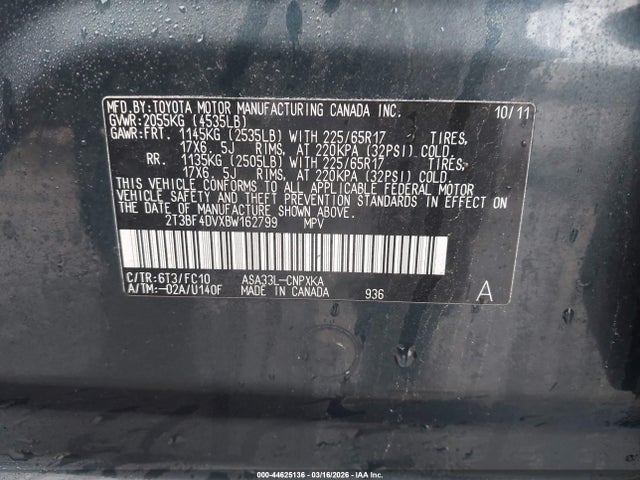 MFD.BY:TOYOTA MOTOR MANUFACTURING CANADA INC. 10/11
GVWR:2055KG (4535LB)
GAWR:FRT. 1145KG (2535LB) WITH 225/65R17 TIRES,
17X6. 5J RIMS, AT 220KPA (32PSI) COLD
RR. 1135KG (2505LB) WITH 225/65R17 TIRES,
17X6. 5J RIMS, AT 220KPA (32PSI) COLD.
THIS VEHICLE CONFORMS TO ALL APPLICABLE FEDERAL MOTOR
VEHICLE SAFETY AND THEFT PREVENTION STANDARDS IN EFFECT ON
THE DATE OF MANUFACTURE SHOWN ABOVE.
2T3BF4DVXBW162799 MPV
C/TR:6T3/FC10 ASA33L-CNPXKA
A/TM:-02A/U140F MADE IN CANADA 936 A
000-44625136 - 03/16/2026 - Copyright IAA, Inc.